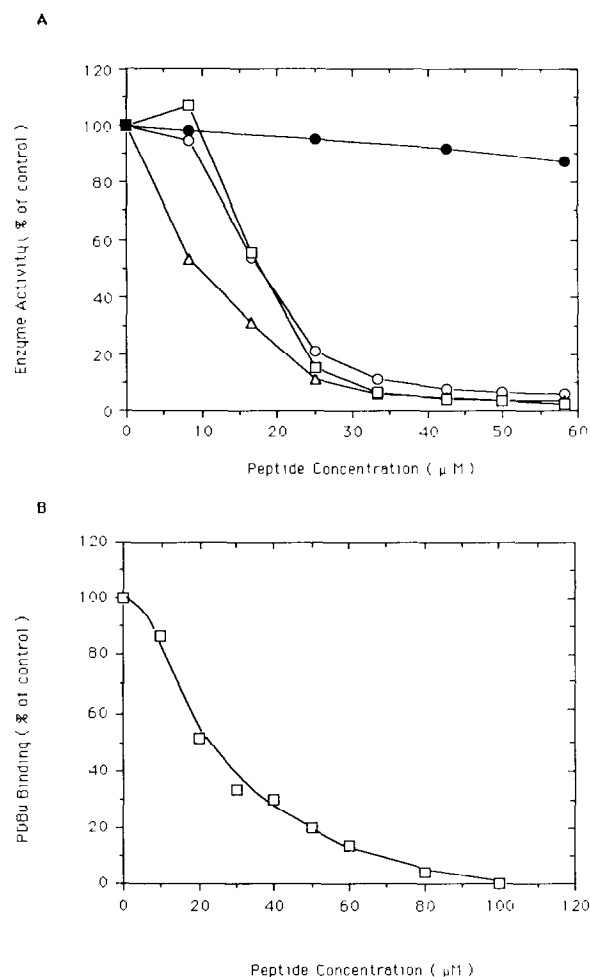 A
120
100
80
60
40
20
0
Enzyme Activity ( % of control )
0 10 20 30 40 50 60
Peptide Concentration ( µ M )
B
120
100
80
60
40
20
0
PDBu Binding ( % of control )
0 20 40 60 80 100 120
Peptide Concentration ( µM )